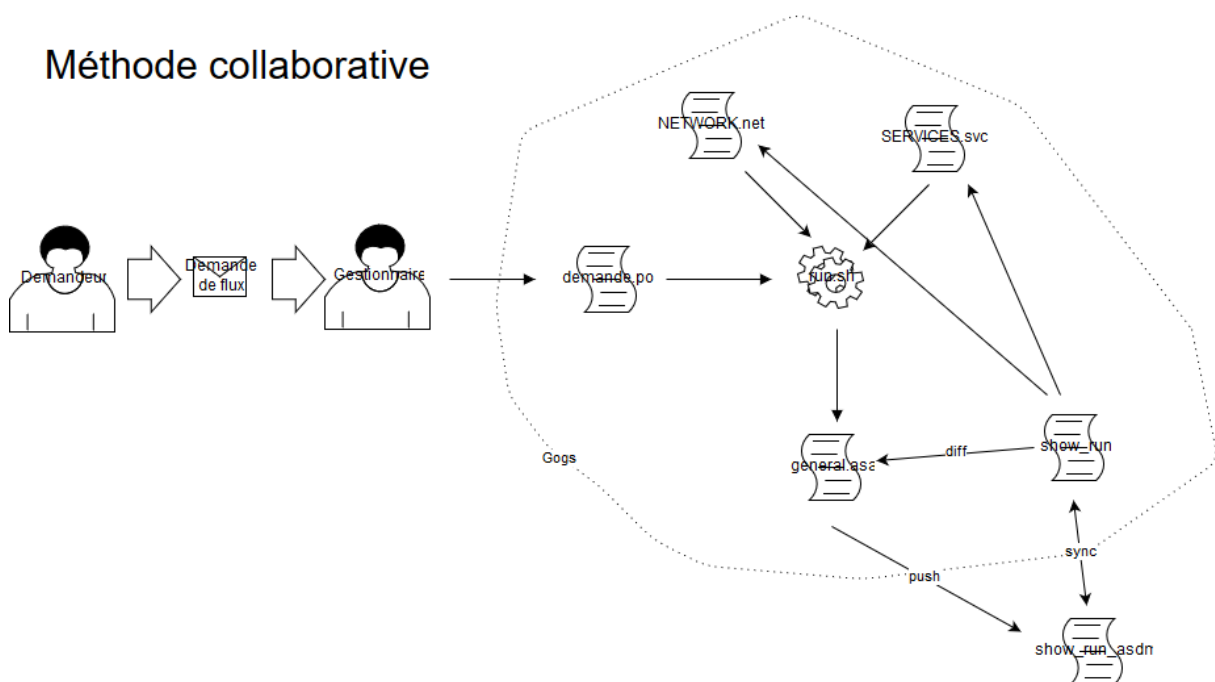 Méthode collaborative
NETWORK.net
SERVICES.svc
Demandeur
Demande
de flux
Gestionnaire
demande.po
run.sh
Gogs
general.asa
diff
show_run
sync
push
show_run_asdm